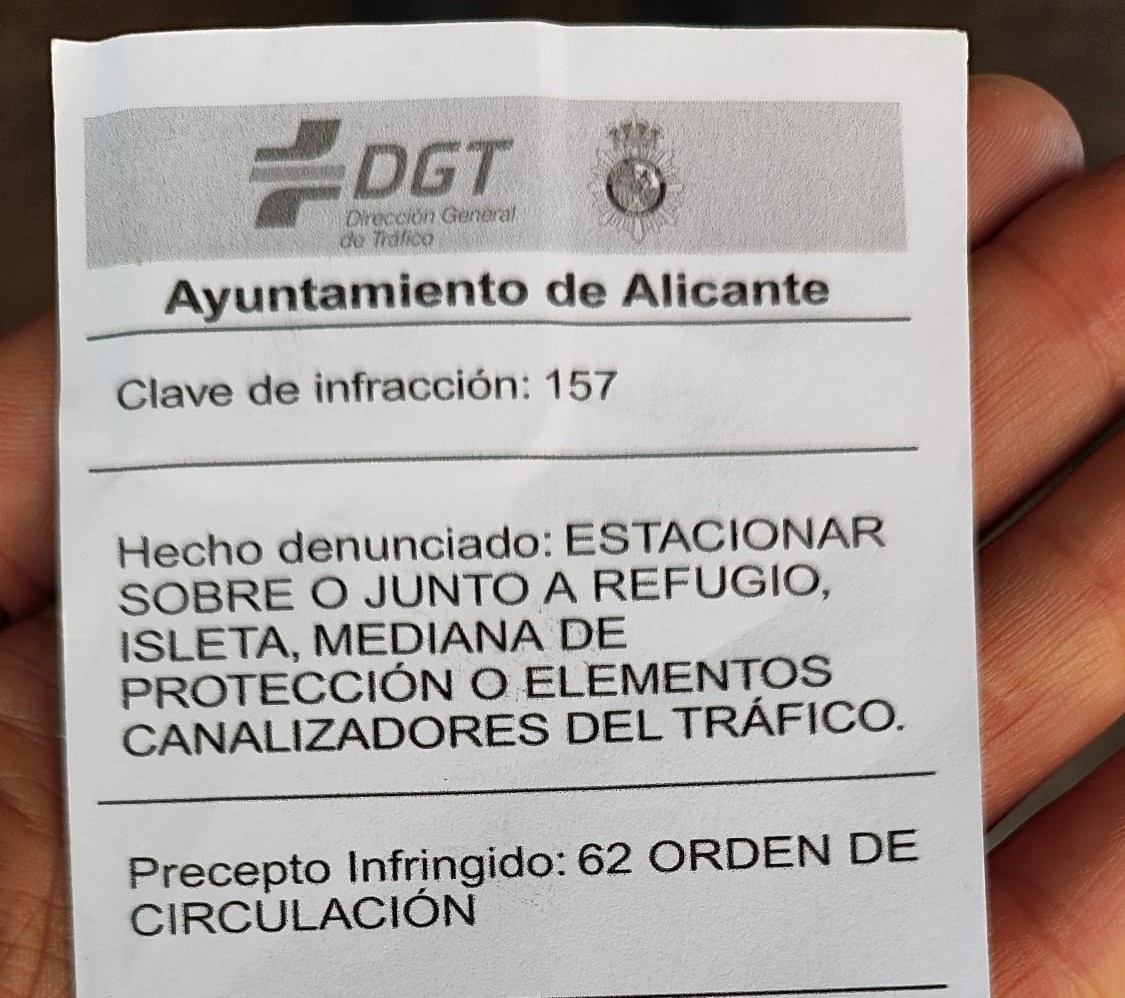 DGT
Dirección General
de Tráfico
Ayuntamiento de Alicante
Clave de infracción: 157
Hecho denunciado: ESTACIONAR
SOBRE O JUNTO A REFUGIO,
ISLETA, MEDIANA DE
PROTECCIÓN O ELEMENTOS
CANALIZADORES DEL TRÁFICO.
Precepto Infringido: 62 ORDEN DE
CIRCULACIÓN